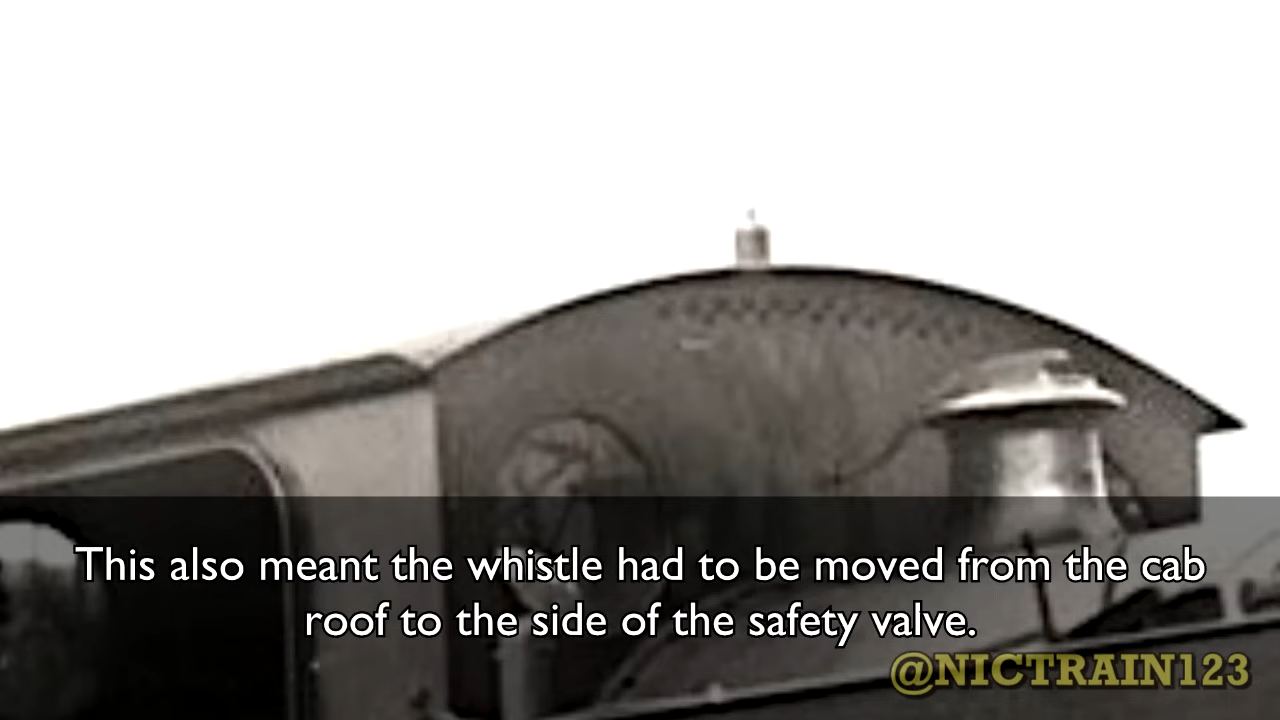 This also meant the whistle had to be moved from the cab
roof to the side of the safety valve.
@NICTRAIN123